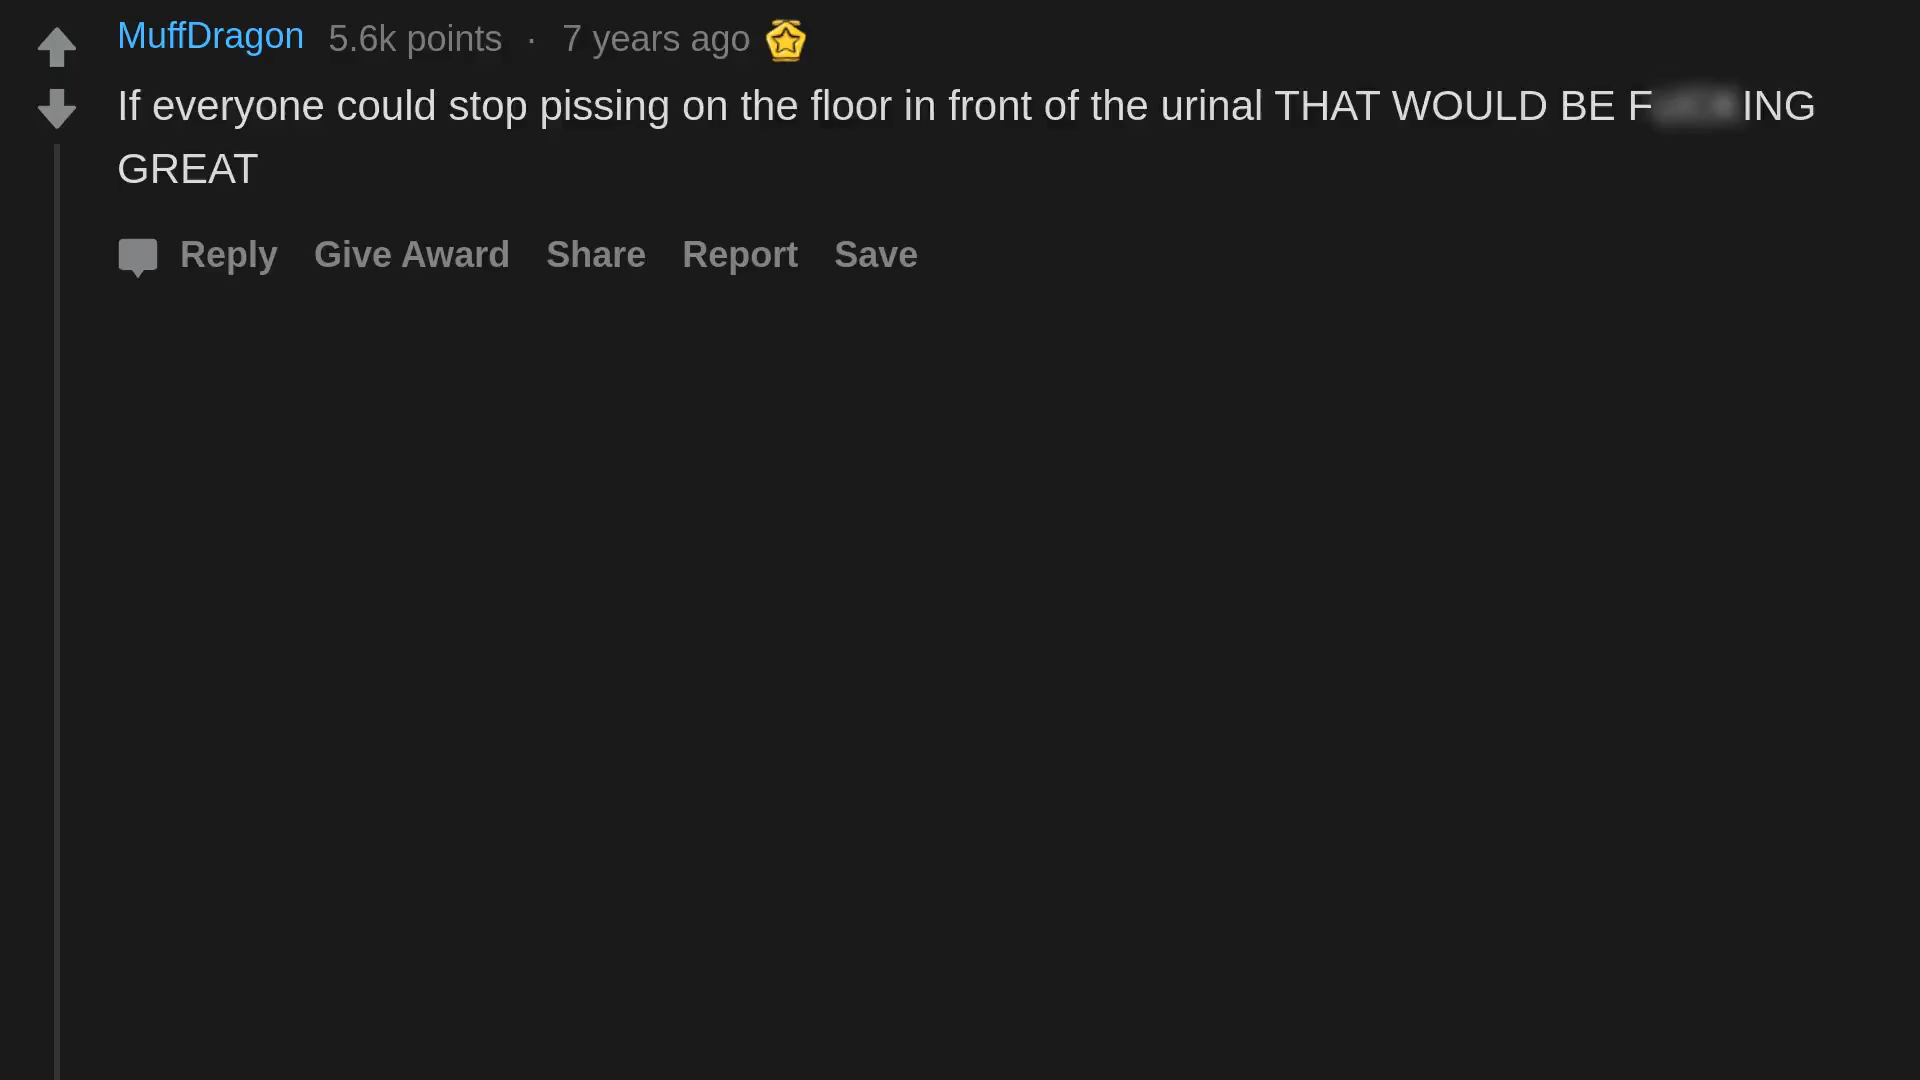 MuffDragon 5.6k points · 7 years ago
If everyone could stop pissing on the floor in front of the urinal THAT WOULD BE F ING
GREAT
Reply Give Award Share Report Save